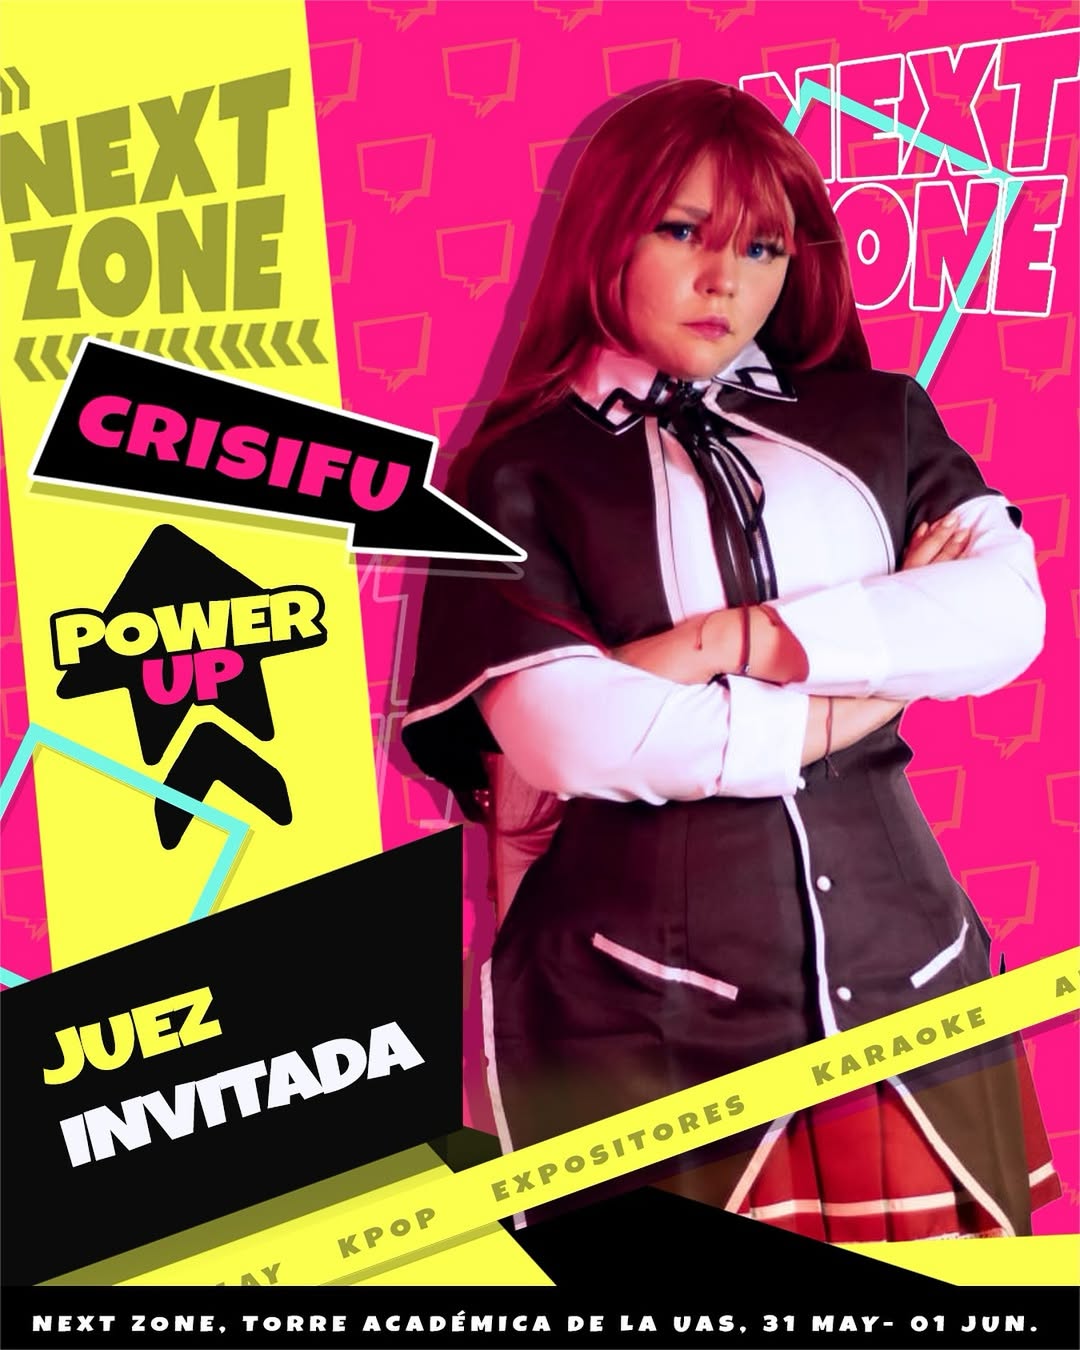 NEXT
ZONE
NEXT
ZONE
CRISIFU
POWER
UP
JUEZ
INVITADA
KPOP EXPOSITORES KARAOKE
NEXT ZONE, TORRE ACADÉMICA DE LA UAS, 31 MAY- 01 JUN.